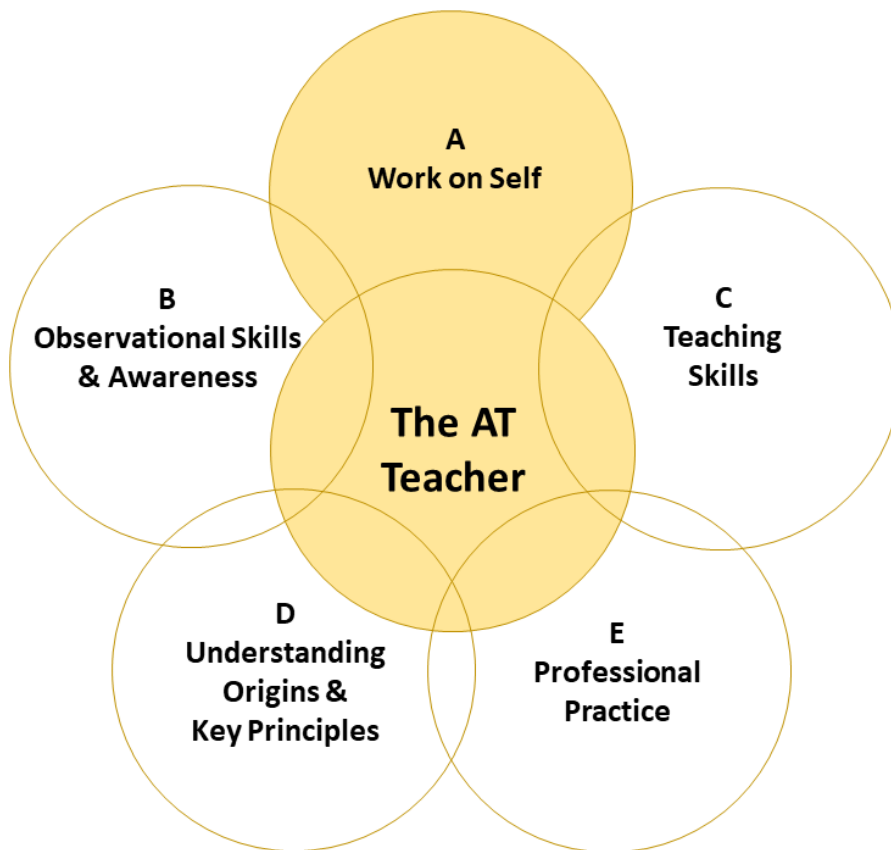 A
Work on Self
B
Observational Skills
& Awareness
C
Teaching
Skills
The AT
Teacher
D
Understanding
Origins &
Key Principles
E
Professional
Practice